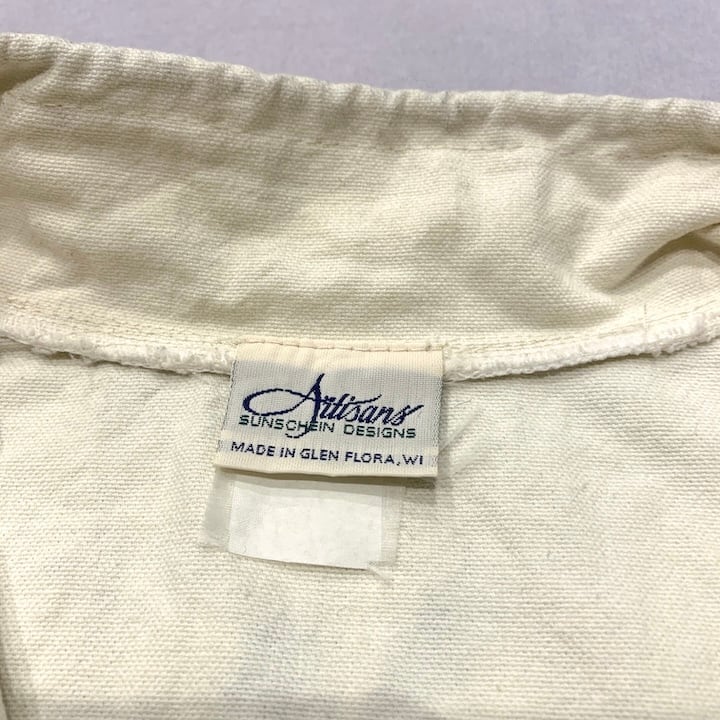 Artisans
SUNSCHEIN DESIGNS
MADE IN GLEN FLORA, WI